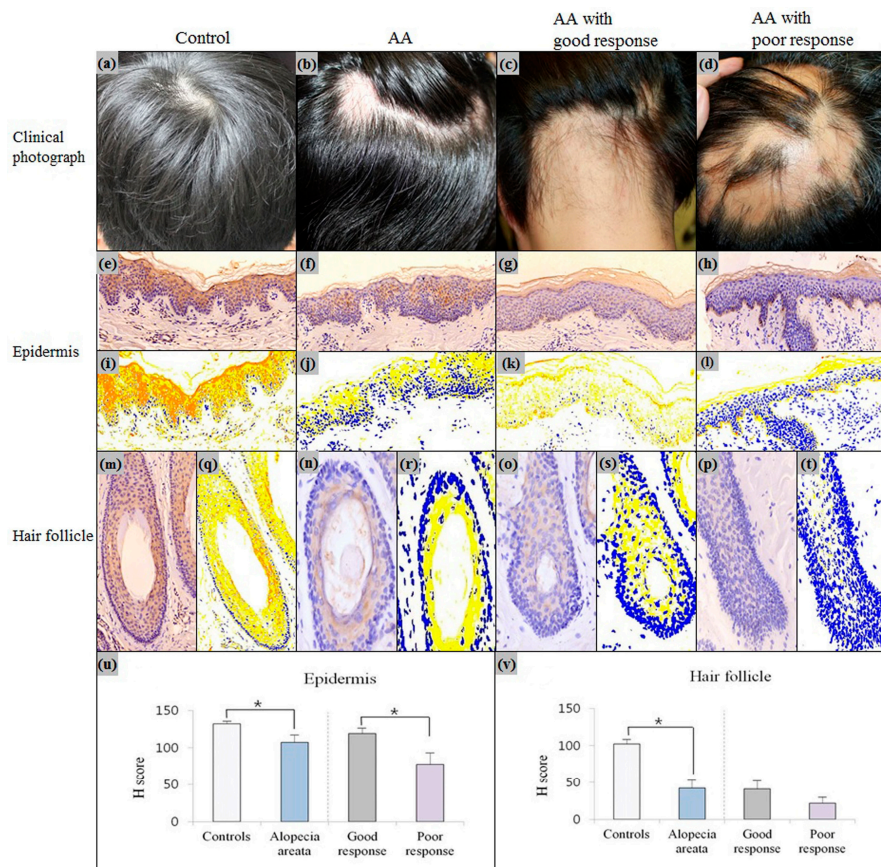 Control
AA
AA with
good response
AA with
poor response
Clinical
photograph
(a)
(b)
(c)
(d)
Epidermis
(e)
(f)
(g)
(h)
(i)
(j)
(k)
(l)
Hair follicle
(m)
(q)
(n)
(r)
(o)
(s)
(p)
(t)
(u)
Epidermis
H score
150
100
50
0
*
*
Controls
Alopecia
areata
Good
response
Poor
response
(v)
Hair follicle
H score
150
100
50
0
*
Controls
Alopecia
areata
Good
response
Poor
response